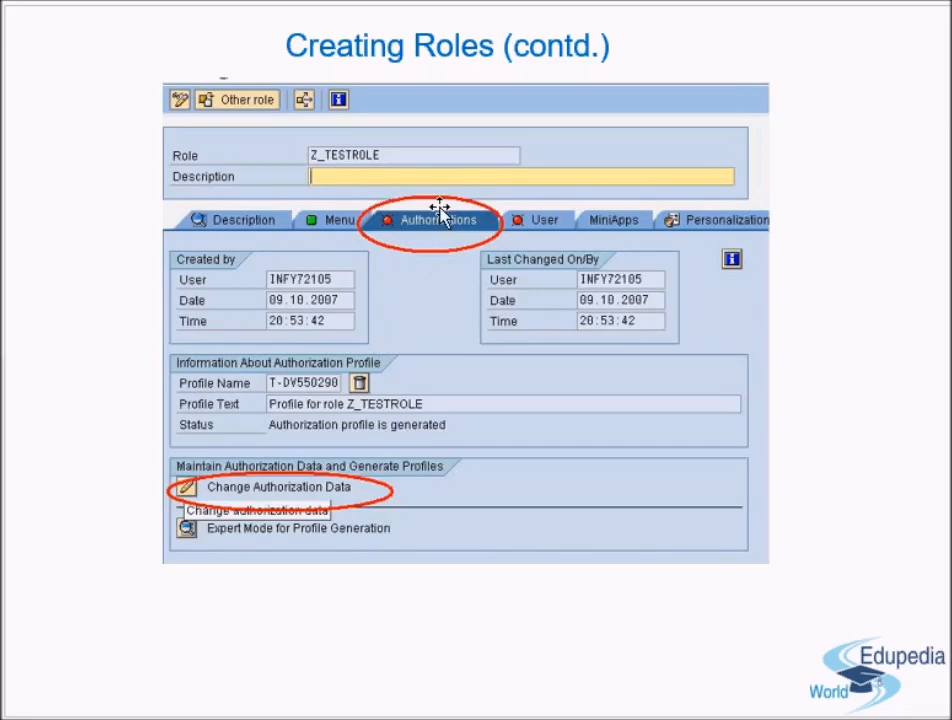 Creating Roles (contd.)
Other role
Role Z_TESTROLE
Description
Description Menu Authorizations User MiniApps Personalization
Created by Last Changed On/By
User INFY72105 User INFY72105
Date 09.10.2007 Date 09.10.2007
Time 20:53:42 Time 20:53:42
Information About Authorization Profile
Profile Name T-DV550290
Profile Text Profile for role Z_TESTROLE
Status Authorization profile is generated
Maintain Authorization Data and Generate Profiles
Change Authorization Data
Change authorization data
Expert Mode for Profile Generation
Edupedia
World